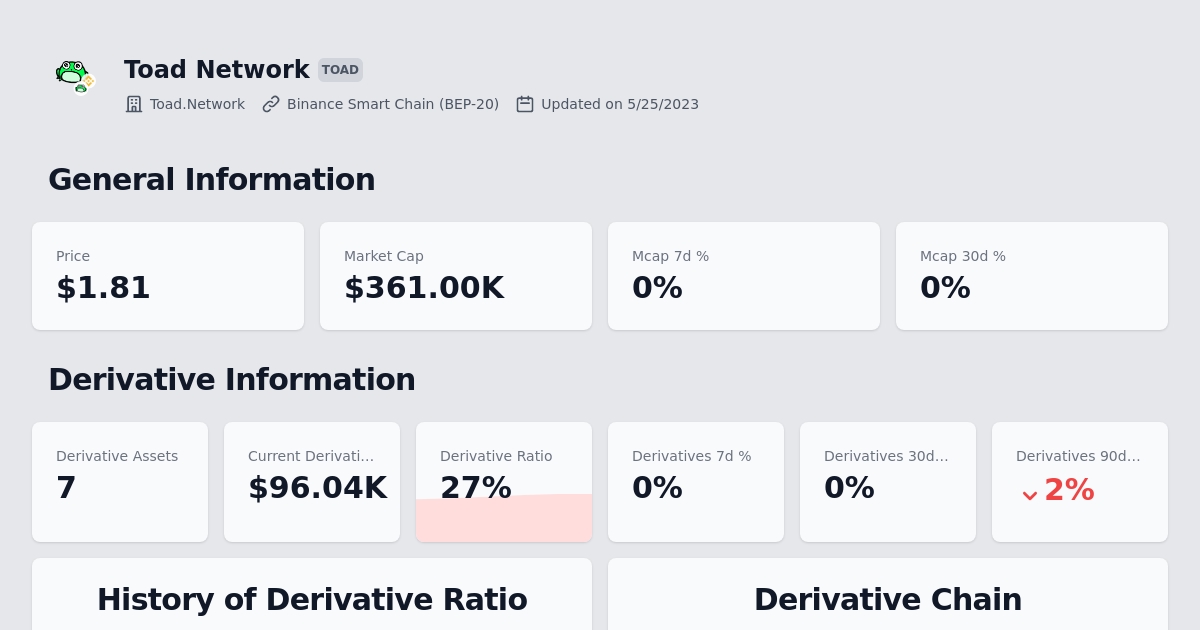 Toad Network TOAD
Toad.Network Binance Smart Chain (BEP-20) Updated on 5/25/2023
General Information
Price Market Cap Mcap 7d % Mcap 30d %
$1.81 $361.00K 0% 0%
Derivative Information
Derivative Assets Current Derivati... Derivative Ratio Derivatives 7d % Derivatives 30d... Derivatives 90d...
7 $96.04K 27% 0% 0% 2%
History of Derivative Ratio Derivative Chain